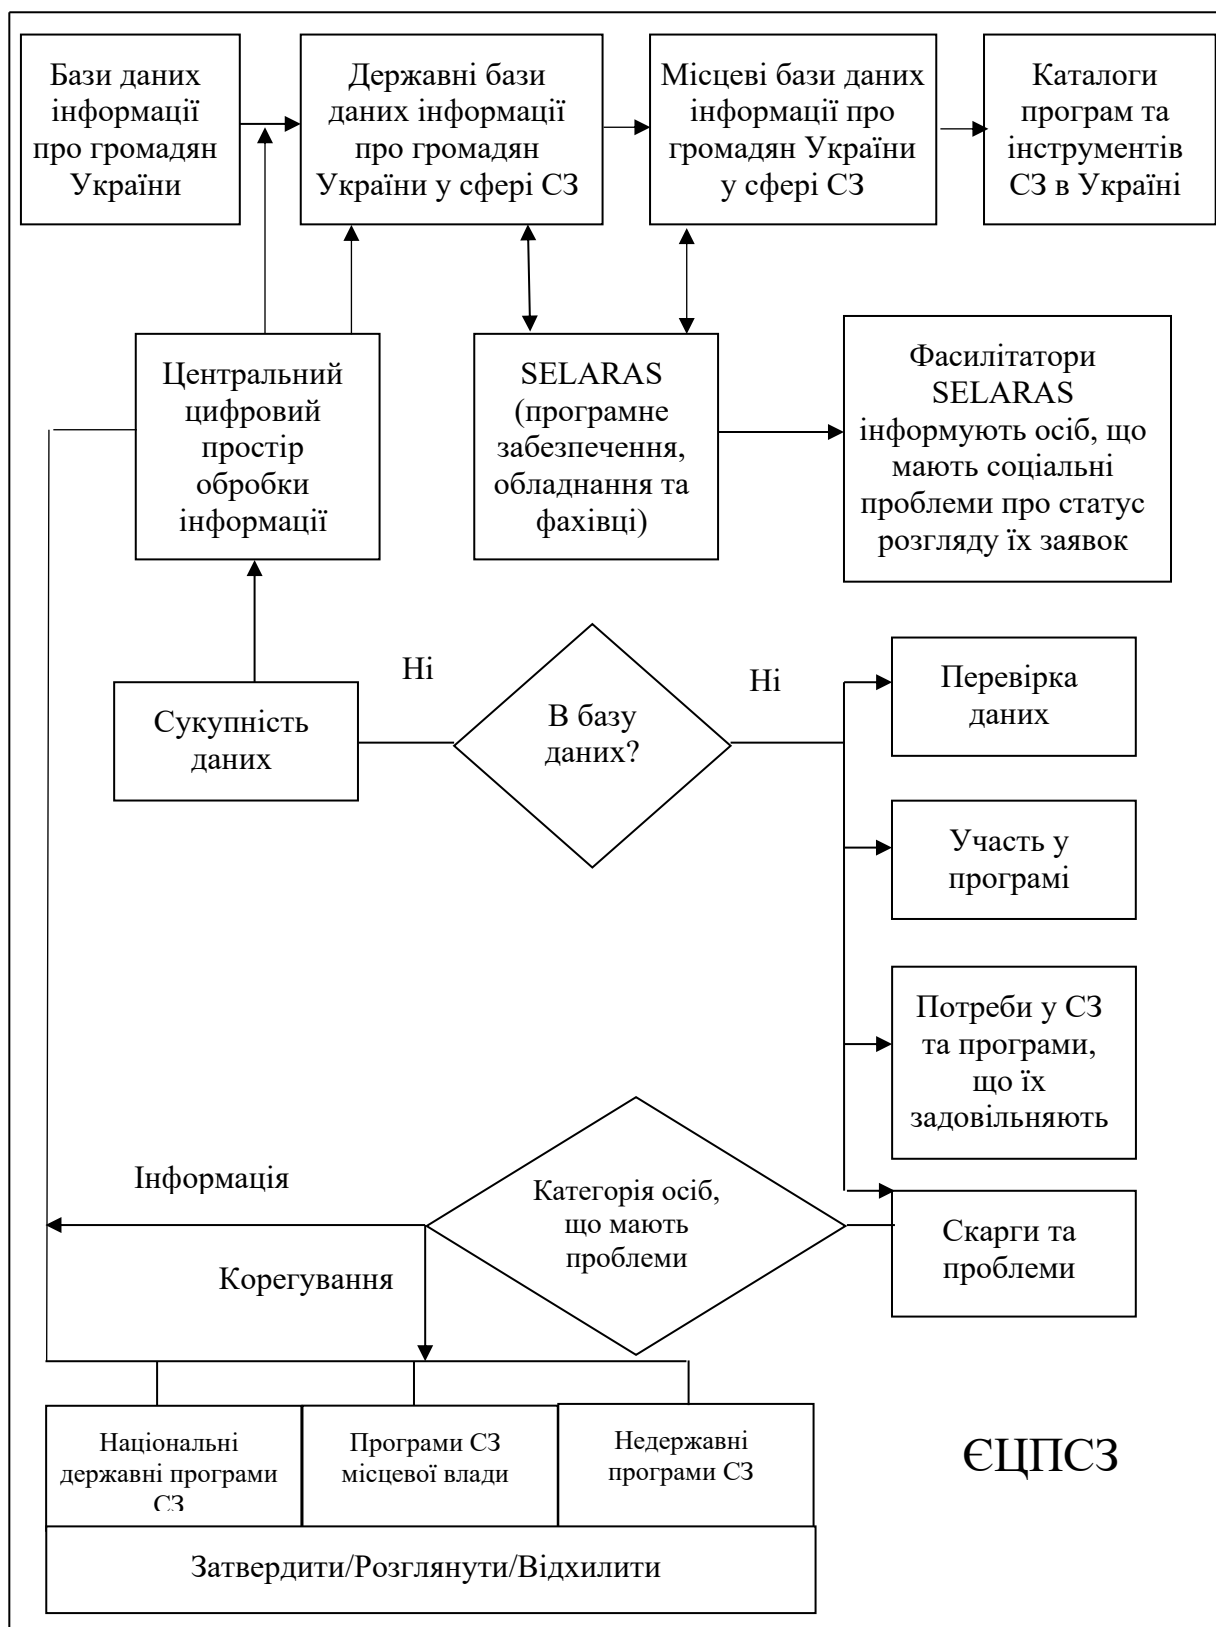 Бази даних
інформації
про громадян
України
Державні бази
даних інформації
про громадян
України у сфері СЗ
Місцеві бази даних
інформації про
громадян України
у сфері СЗ
Каталоги
програм та
інструментів
СЗ в Україні
Центральний
цифровий
простір
обробки
інформації
SELARAS
(програмне
забезпечення,
обладнання та
фахівці)
Фасилітатори
SELARAS
інформують осіб, що
мають соціальні
проблеми про статус
розгляду їх заявок
Сукупність
даних
Ні
В базу
даних?
Ні
Перевірка
даних
Участь у
програмі
Потреби у СЗ
та програми,
що їх
задовільняють
Інформація
Категорія осіб,
що мають
проблеми
Скарги та
проблеми
Корегування
Національні
державні програми
СЗ
Програми СЗ
місцевої влади
Недержавні
програми СЗ
ЄЦПСЗ
Затвердити/Розглянути/Відхилити